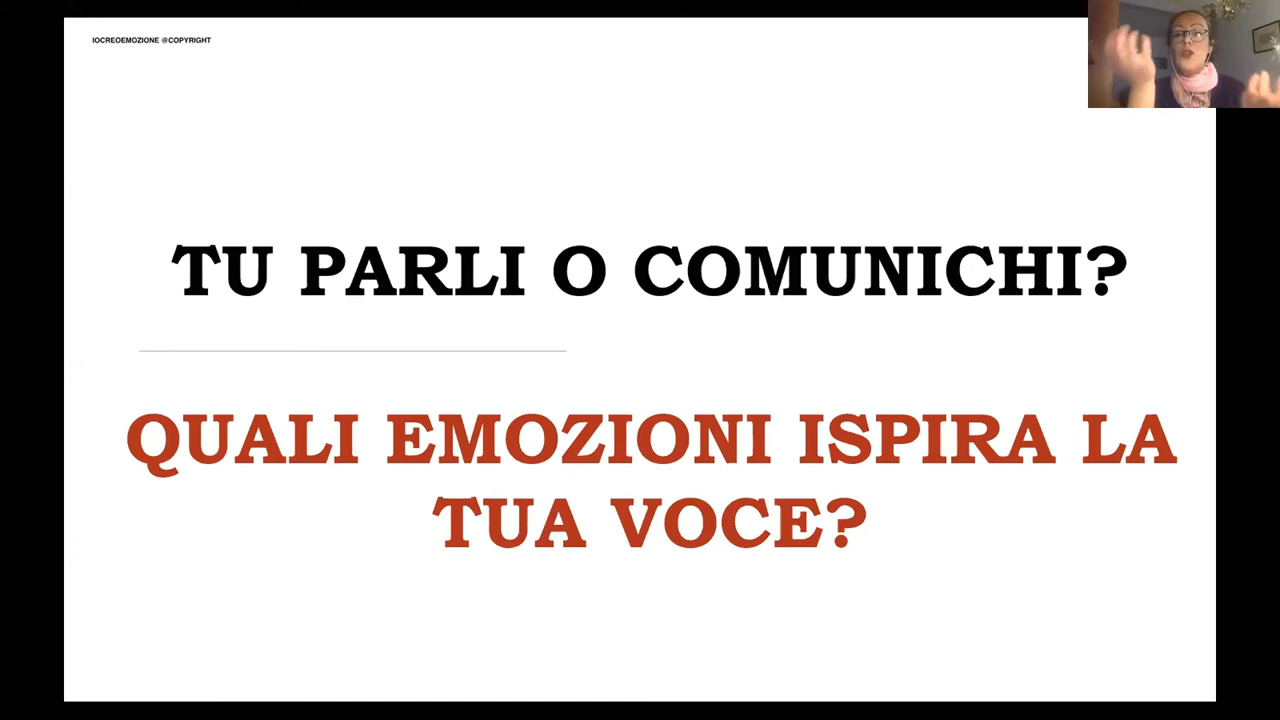 IOCREOEMOZIONE @COPYRIGHT
TU PARLI O COMUNICHI?
QUALI EMOZIONI ISPIRA LA
TUA VOCE?